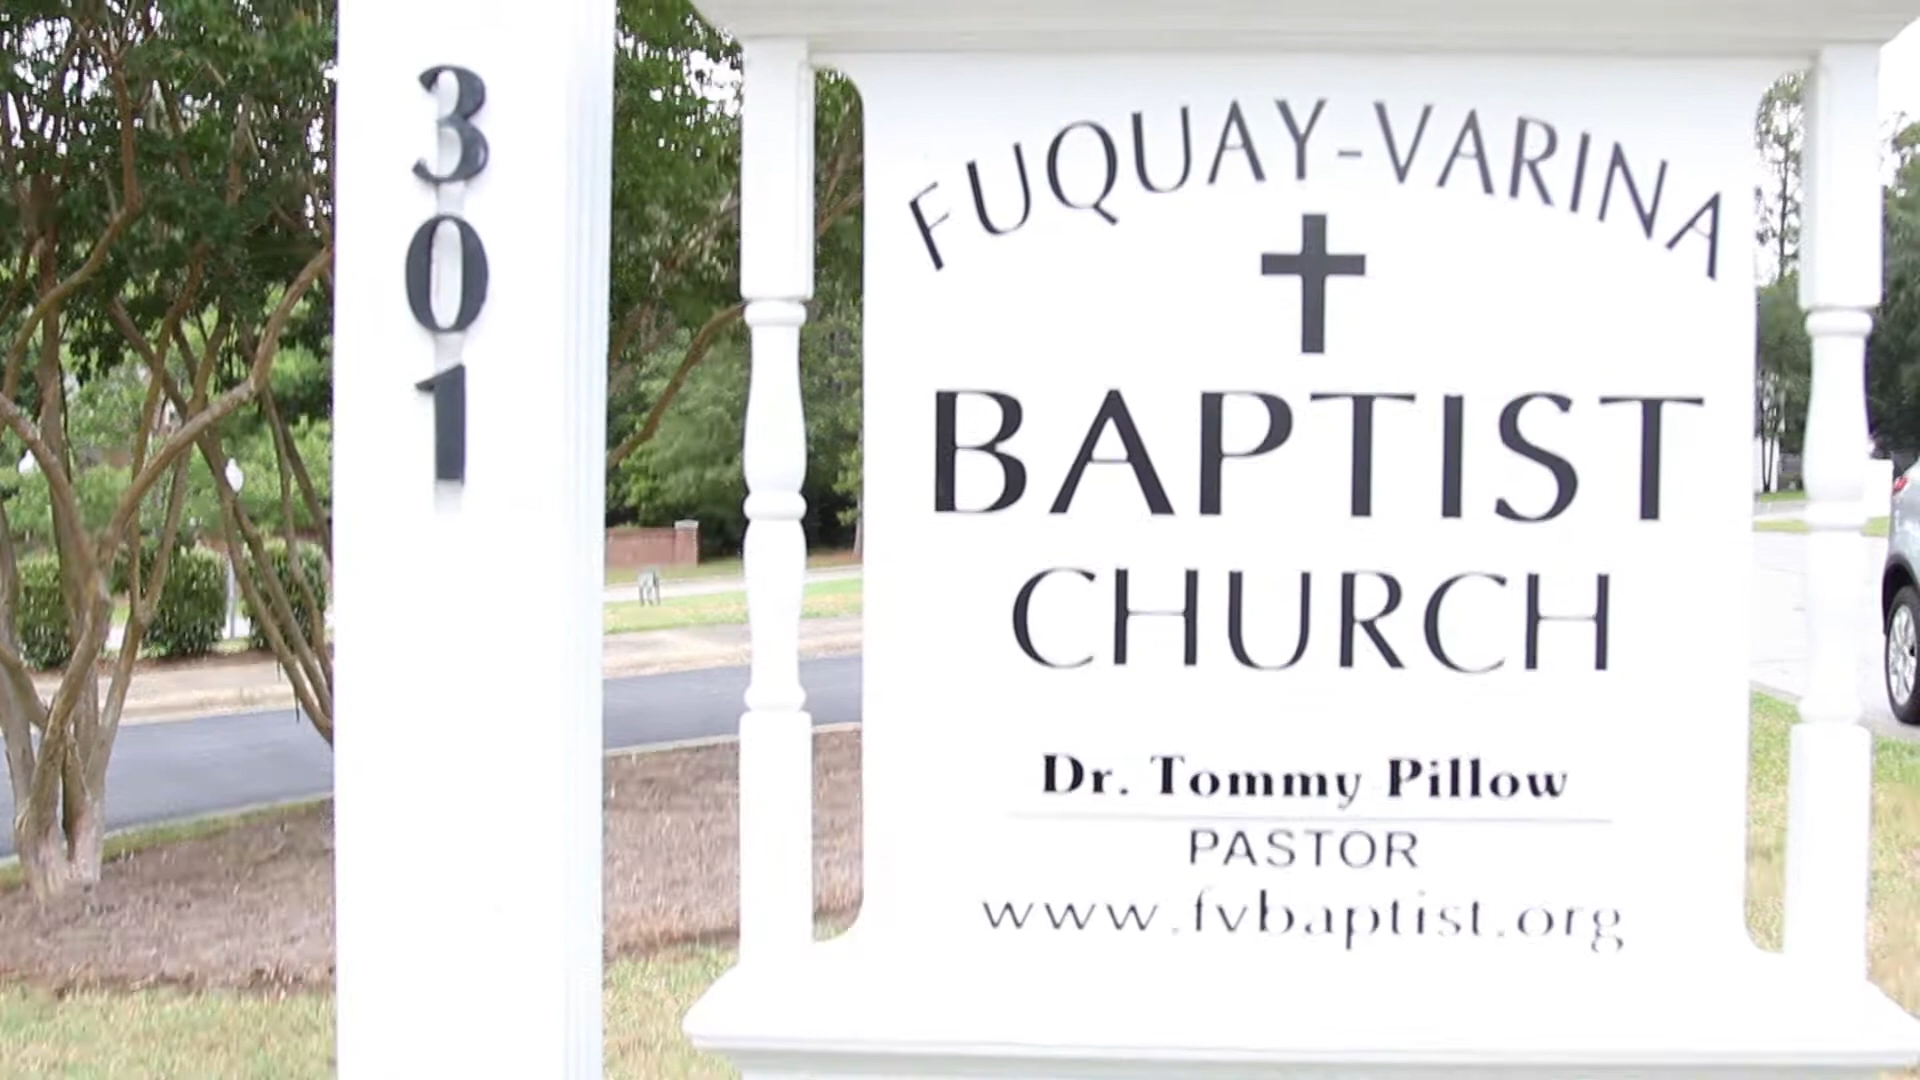 301
FUQUAY-VARINA
BAPTIST
CHURCH
Dr. Tommy Pillow
PASTOR
www.fvbaptist.org